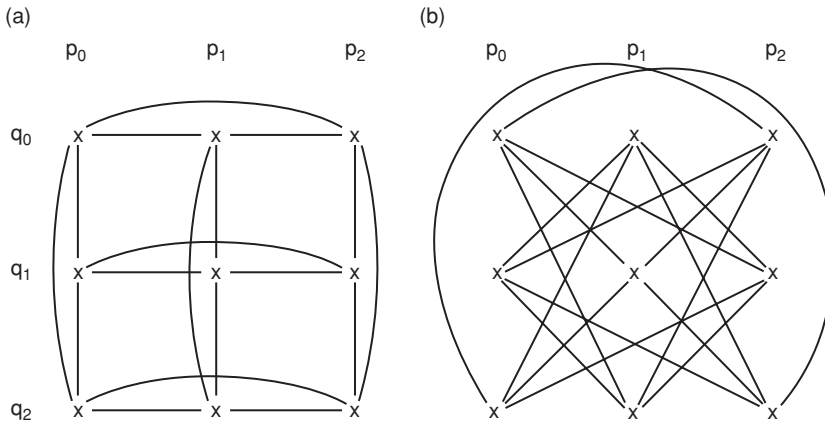 (a) (b)
p0 p1 p2 p0 p1 p2
q0 x x x x x x
q1 x x x x x x
q2 x x x x x x